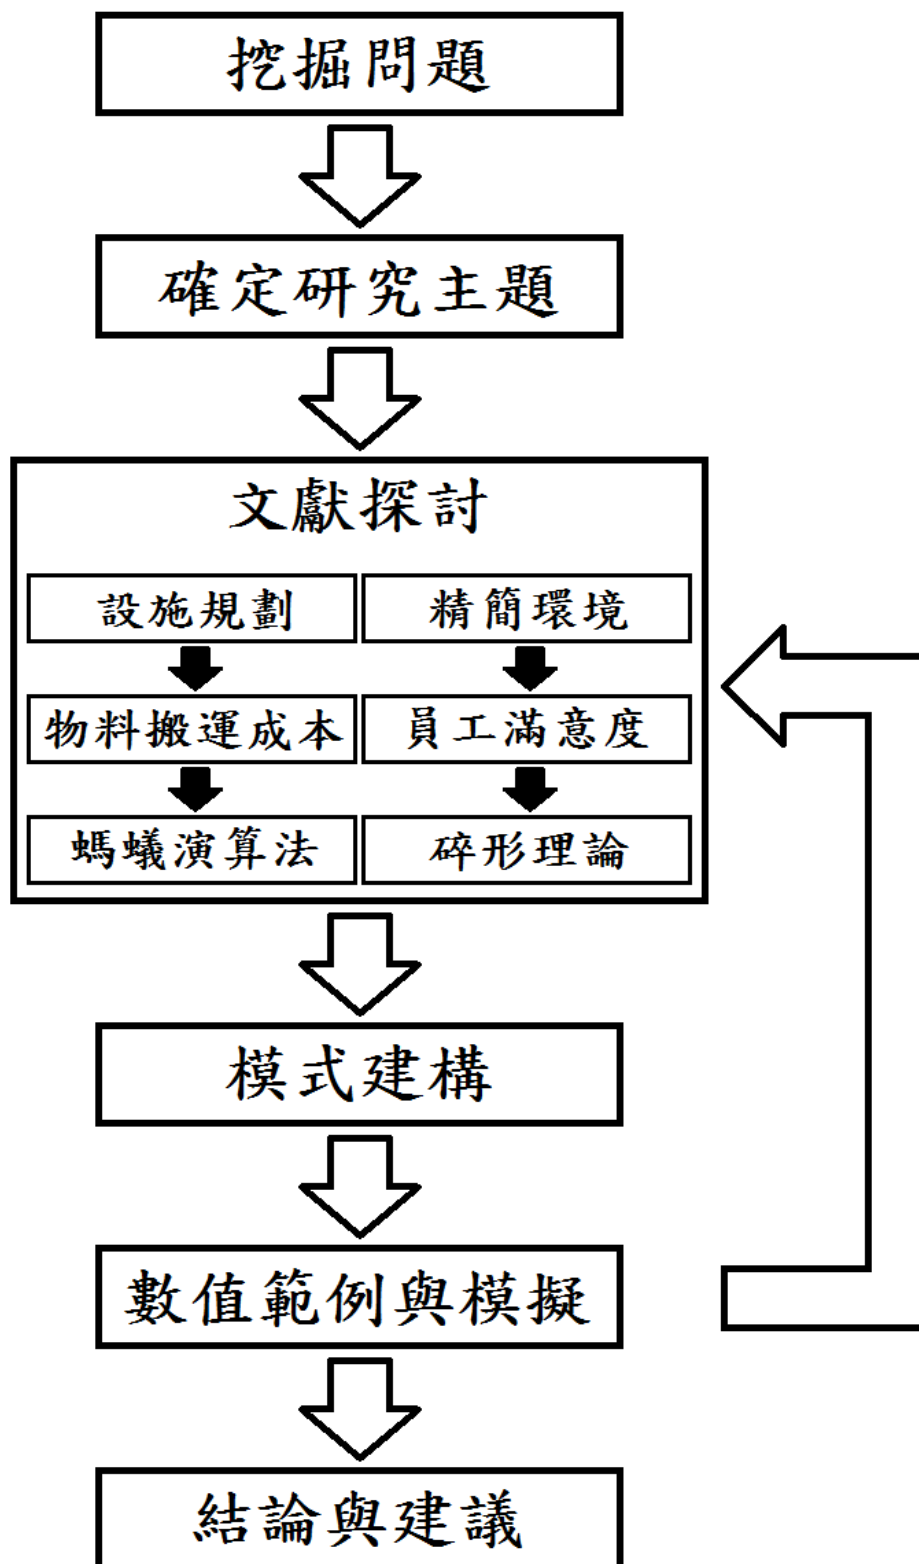 挖掘問題
確定研究主題
文獻探討
設施規劃
精簡環境
物料搬運成本
員工滿意度
螞蟻演算法
碎形理論
模式建構
數值範例與模擬
結論與建議